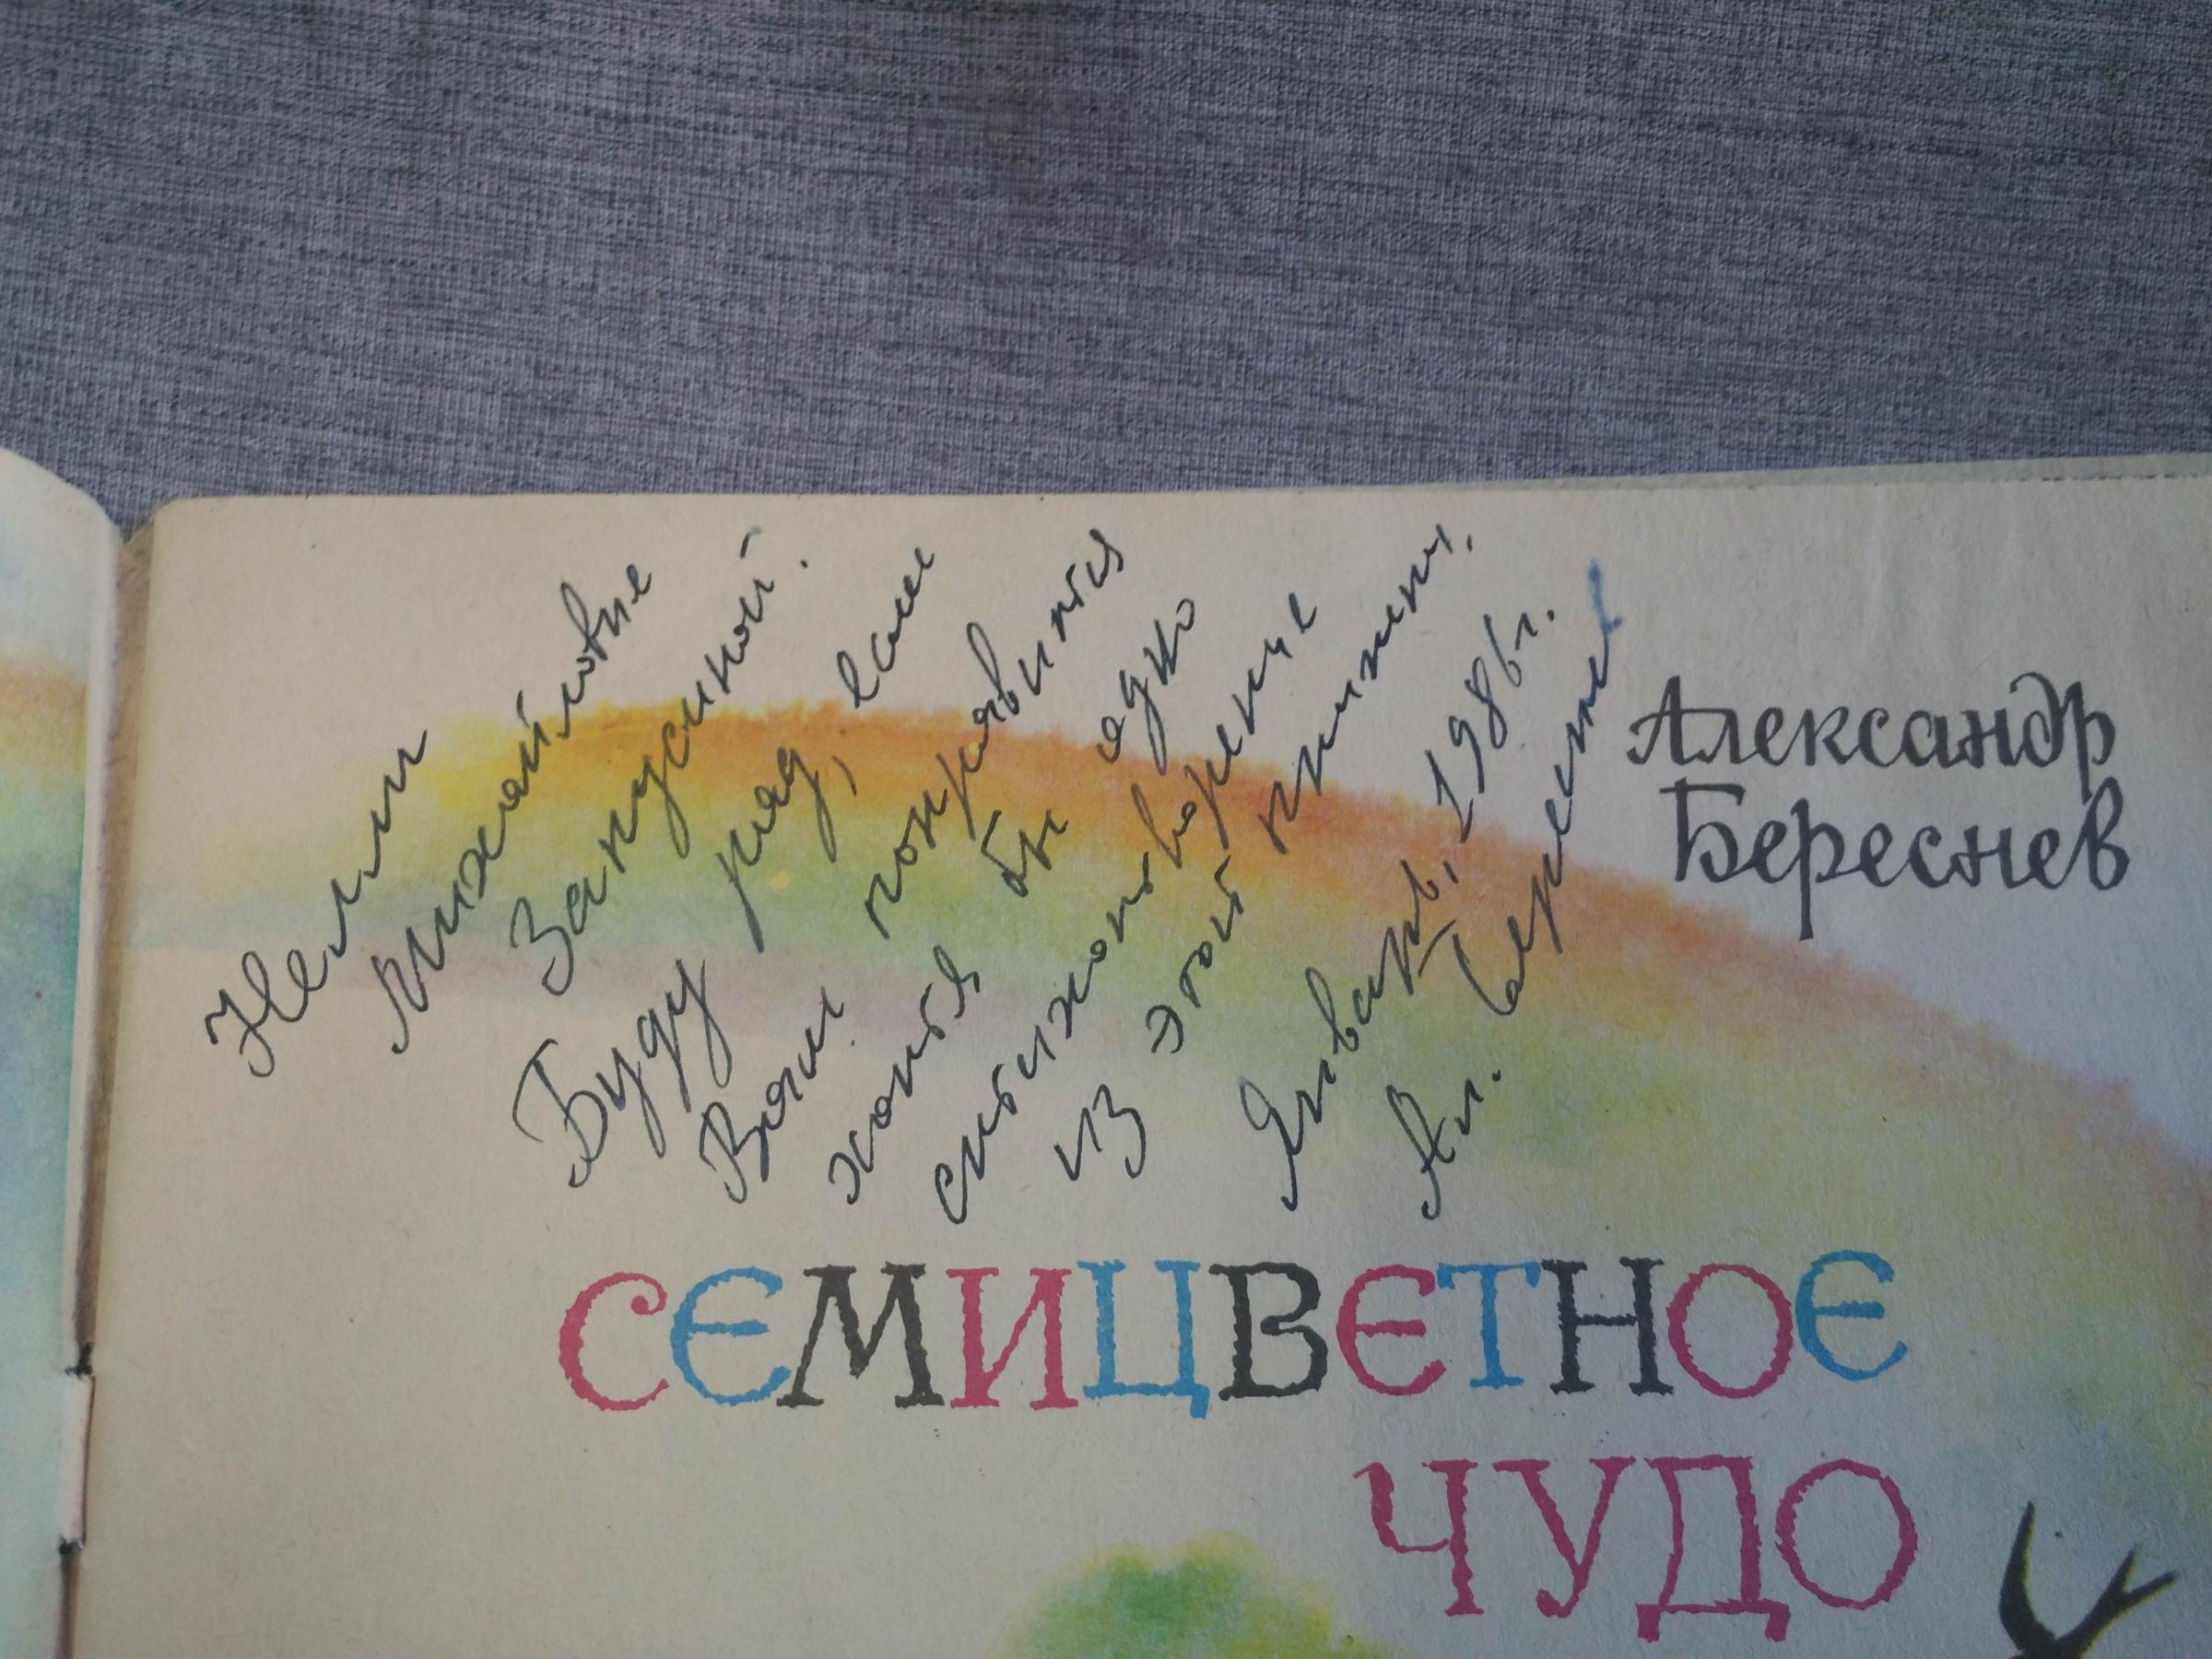 Нелли
Михайловне
Закусиной.
Буду рад, если
Вам понравится
хотя бы одно
стихотворение
из этой книжки.
Январь, 1986 г.
Ал. Береснев
Александр
Береснев
СЕМИЦВЕТНОЕ
ЧУДО